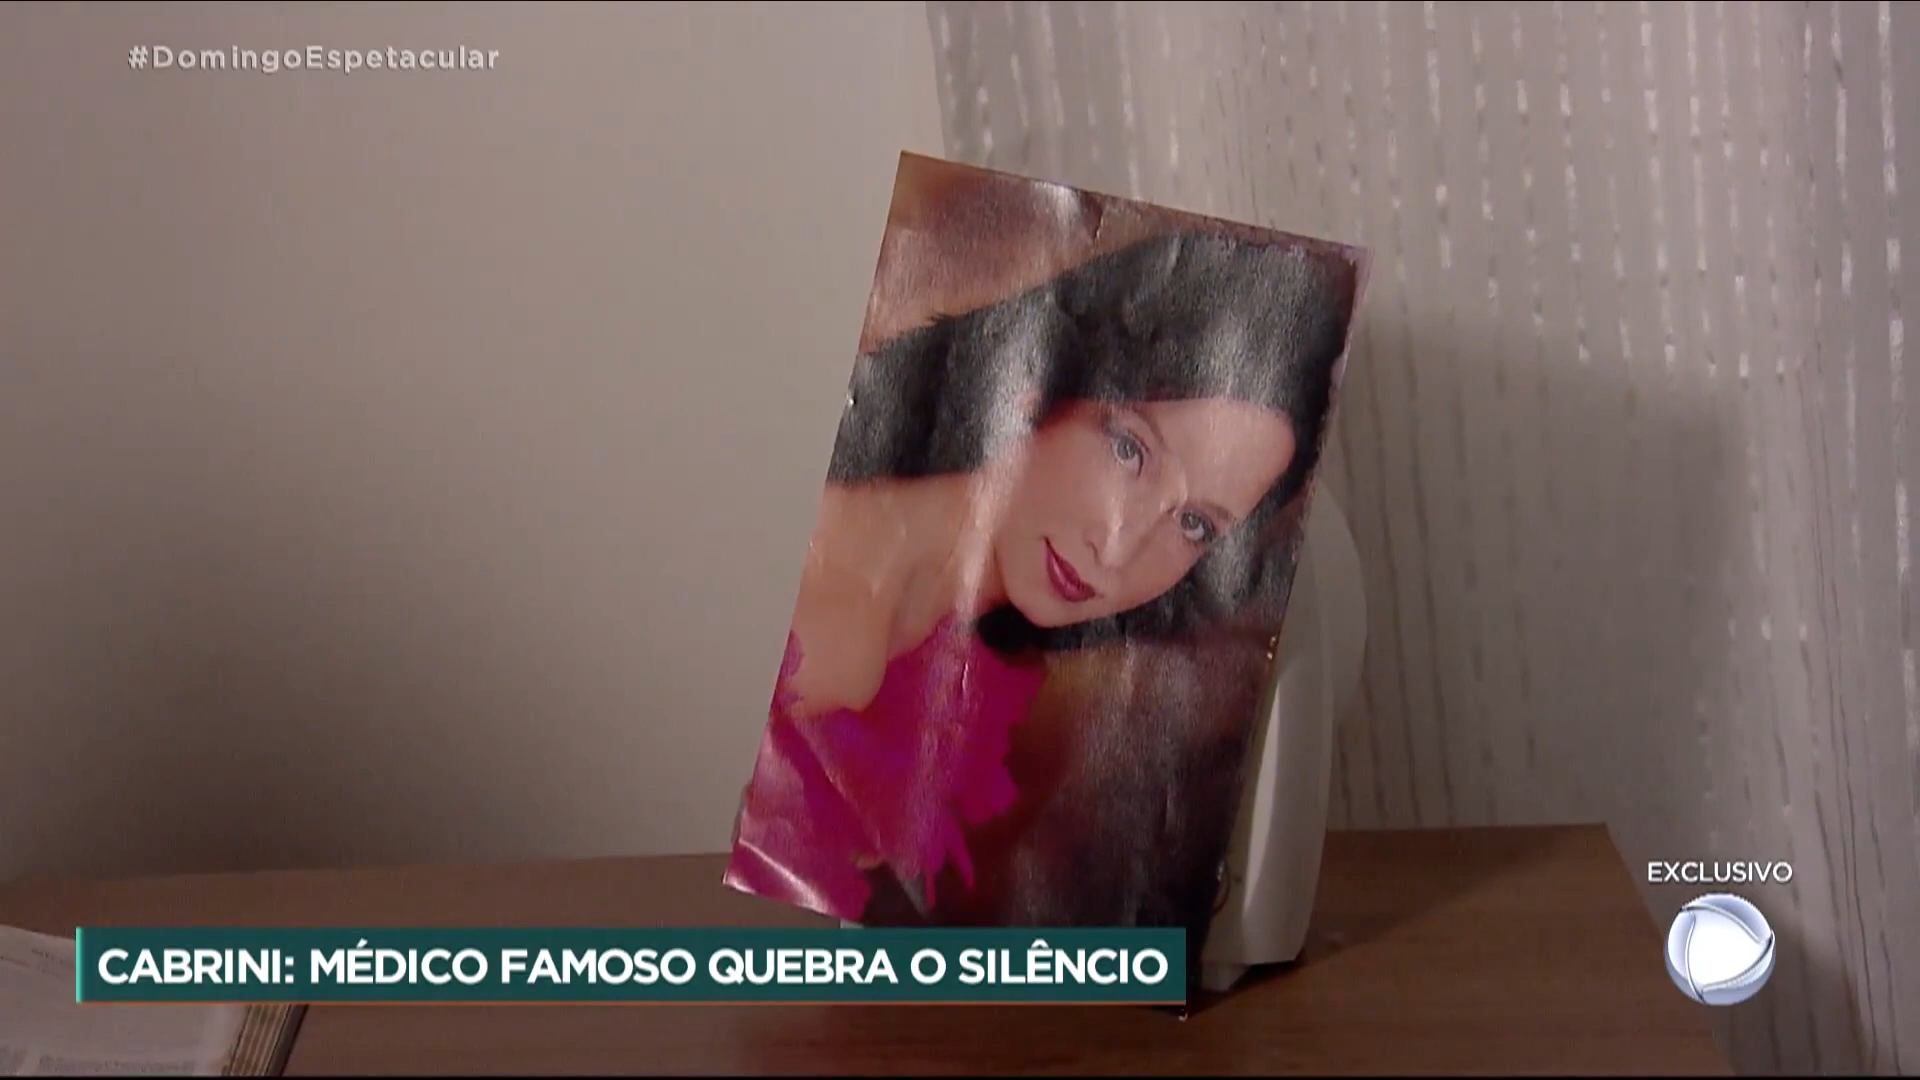 #DomingoEspetacular
EXCLUSIVO
CABRINI: MÉDICO FAMOSO QUEBRA O SILÊNCIO